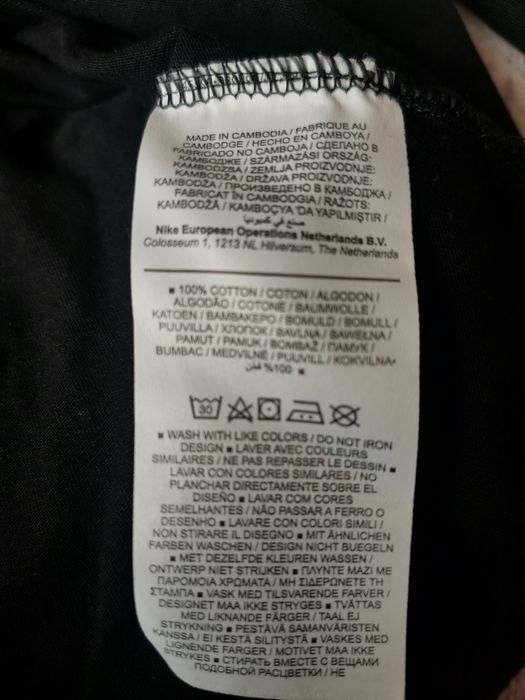 MADE IN CAMBODIA / FABRIQUE AU
CAMBODGE / HECHO EN CAMBOYA /
FABRICADO NO CAMBOJA / СДЕЛАНО В
КАМБОДЖЕ / SZÁRMAZÁSI ORSZÁG:
KAMBODZSA / ZEMLJA PROIZVODNJE:
KAMBODŽA / DRŽAVA PROIZVODNJE:
KAMBODŽA / ПРОИЗВЕДЕНО В КАМБОДЖА /
FABRICAT ÎN CAMBODGIA / RAŽOTS:
KAMBODŽĀ / KAMBOÇYA 'DA YAPILMIŞTIR /
صنع في كمبوديا
Nike European Operations Netherlands B.V.
Colosseum 1, 1213 NL Hilversum, The Netherlands
■ 100% COTTON / COTON / ALGODON /
ALGODÃO / COTONE / BAUMWOLLE /
KATOEN / ΒΑΜΒΑΚΕΡΟ / BOMULD / BOMULL /
PUUVILLA / ХЛОПОК / BAVLNA / BAWEŁNA /
PAMUT / PAMUK / BOMBAŽ / ПАМУК /
BUMBAC / MEDVILNĖ / PUUVILL / KOKVILNA
%100 قطن ■
30
■ WASH WITH LIKE COLORS / DO NOT IRON
DESIGN ■ LAVER AVEC COULEURS
SIMILAIRES / NE PAS REPASSER LE DESSIN ■
LAVAR CON COLORES SIMILARES / NO
PLANCHAR DIRECTAMENTE SOBRE EL
DISEÑO ■ LAVAR COM CORES
SEMELHANTES / NÃO PASSAR A FERRO O
DESENHO ■ LAVARE CON COLORI SIMILI /
NON STIRARE IL DISEGNO ■ MIT ÄHNLICHEN
FARBEN WASCHEN / DESIGN NICHT BUEGELN
■ MET DEZELFDE KLEUREN WASSEN /
ONTWERP NIET STRIJKEN ■ ΠΛΥΝΤΕ ΜΑΖΙ ΜΕ
ΠΑΡΟΜΟΙΑ ΧΡΩΜΑΤΑ / ΜΗ ΣΙΔΕΡΩΝΕΤΕ ΤΗ
ΣΤΑΜΠΑ ■ VASK MED TILSVARENDE FARVER /
DESIGNET MAA IKKE STRYGES ■ TVÄTTAS
MED LIKNANDE FÄRGER / TAAL EJ
STRYKNING ■ PESTÄVÄ SAMANVÄRISTEN
KANSSA / EI KESTÄ SILITYSTÄ ■ VASKES MED
LIGNENDE FARGER / MOTIVET MAA IKKE
STRYKES ■ СТИРАТЬ ВМЕСТЕ С ВЕЩАМИ
ПОДОБНОЙ РАСЦВЕТКИ / НЕ